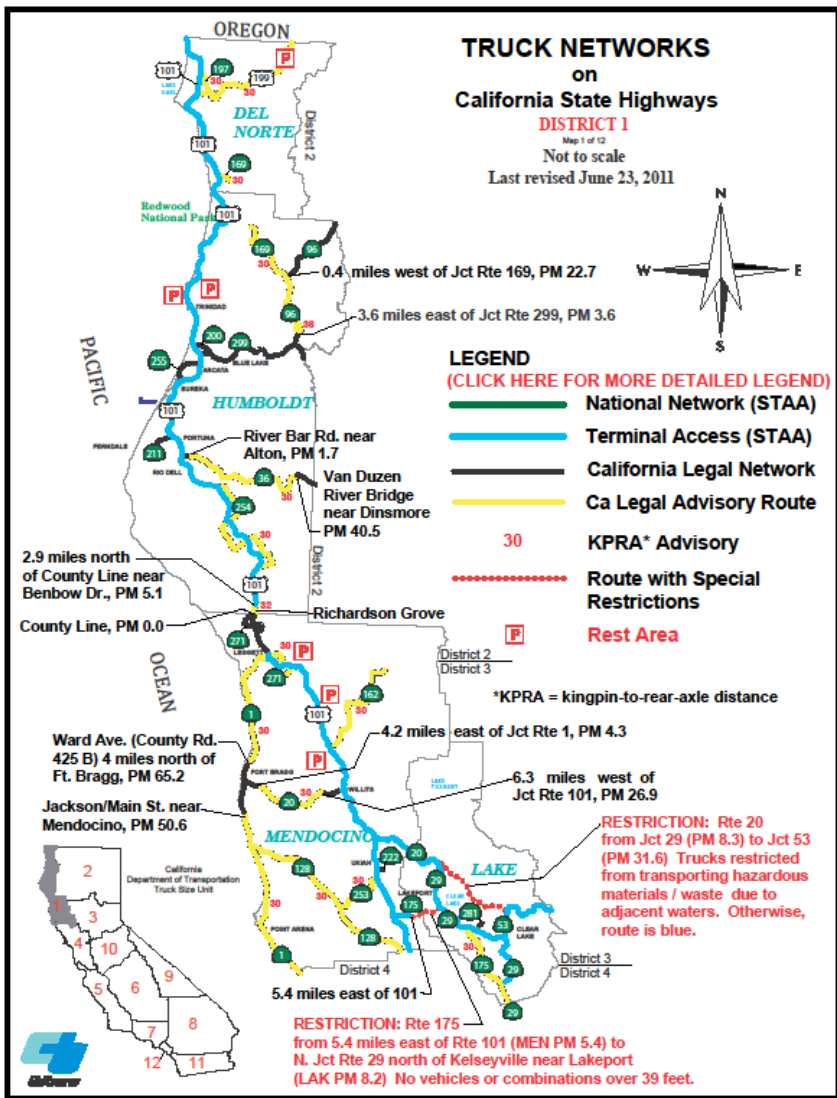 OREGON
TRUCK NETWORKS
on
California State Highways
DISTRICT 1
Map 1 of 12
Not to scale
Last revised June 23, 2011
101
197
199
P
30
30
DEL
NORTE
District 2
101
169
30
Redwood
National Park
101
169
96
30
0.4 miles west of Jct Rte 169, PM 22.7
N
W
E
S
P
P
TRINIDAD
96
38
3.6 miles east of Jct Rte 299, PM 3.6
PACIFIC
200
299
BLUE LAKE
ARCATA
255
EUREKA
101
HUMBOLDT
LEGEND
(CLICK HERE FOR MORE DETAILED LEGEND)
National Network (STAA)
Terminal Access (STAA)
California Legal Network
Ca Legal Advisory Route
30 KPRA* Advisory
Route with Special
Restrictions
P Rest Area
FERNDALE
FORTUNA
211
RIO DELL
River Bar Rd. near
Alton, PM 1.7
36
30
Van Duzen
River Bridge
near Dinsmore
PM 40.5
254
30
District 2
2.9 miles north
of County Line near
Benbow Dr., PM 5.1
101
32
Richardson Grove
County Line, PM 0.0
271
LEGGETT
30
P
271
District 2
District 3
OCEAN
P
162
101
30
*KPRA = kingpin-to-rear-axle distance
1
30
P
4.2 miles east of Jct Rte 1, PM 4.3
Ward Ave. (County Rd.
425 B) 4 miles north of
Ft. Bragg, PM 65.2
FORT BRAGG
30
20
WILLITS
6.3 miles west of
Jct Rte 101, PM 26.9
Jackson/Main St. near
Mendocino, PM 50.6
MENDOCINO
RESTRICTION: Rte 20
from Jct 29 (PM 8.3) to Jct 53
(PM 31.6) Trucks restricted
from transporting hazardous
materials / waste due to
adjacent waters. Otherwise,
route is blue.
222
20
LAKE
UKIAH
128
30
253
29
LAKEPORT
CLEAR
LAKE
175
29
281
53
CLEAR
LAKE
30
POINT ARENA
128
30
175
29
1
District 4
District 3
District 4
29
5.4 miles east of 101
California
Department of Transportation
Truck Size Unit
1
2
3
4
10
9
5
6
8
7
12
11
RESTRICTION: Rte 175
from 5.4 miles east of Rte 101 (MEN PM 5.4) to
N. Jct Rte 29 north of Kelseyville near Lakeport
(LAK PM 8.2) No vehicles or combinations over 39 feet.